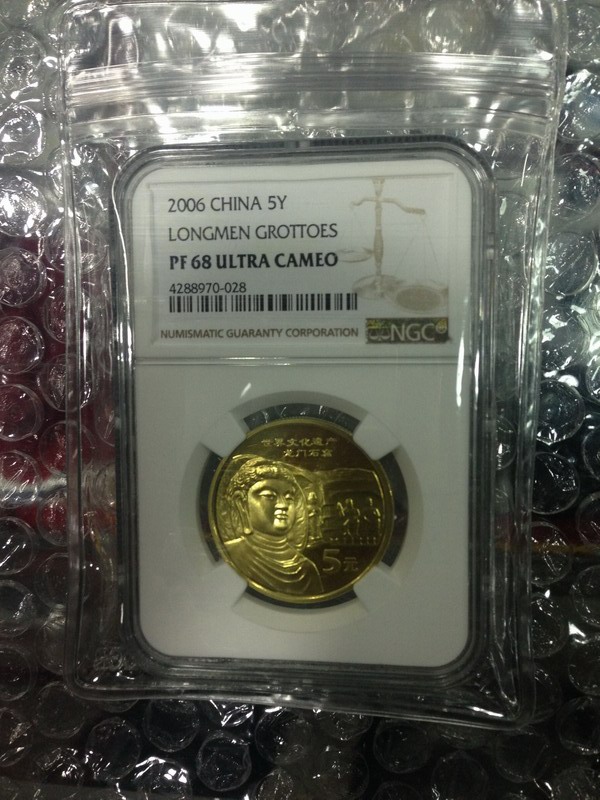 2006 CHINA 5Y
LONGMEN GROTTOES
PF 68 ULTRA CAMEO
4288970-028
NUMISMATIC GUARANTY CORPORATION
NGC
世界文化遗产
龙门石窟
5元